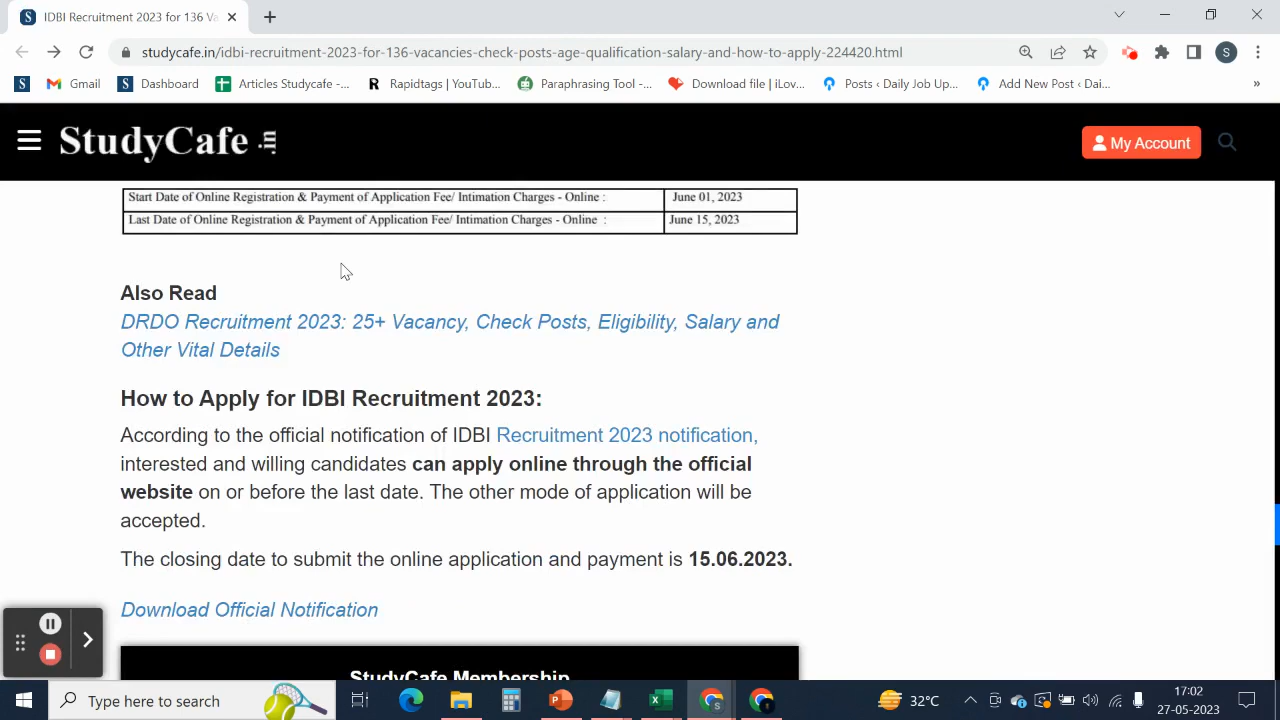 IDBI Recruitment 2023 for 136 Va
studycafe.in/idbi-recruitment-2023-for-136-vacancies-check-posts-age-qualification-salary-and-how-to-apply-224420.html
S
Gmail
Dashboard
Articles Studycafe -...
Rapidtags | YouTub...
Paraphrasing Tool -...
Download file | iLov...
Posts ‹ Daily Job Up...
Add New Post ‹ Dai...
»
StudyCafe .in
My Account
Start Date of Online Registration & Payment of Application Fee/ Intimation Charges - Online : June 01, 2023
Last Date of Online Registration & Payment of Application Fee/ Intimation Charges - Online : June 15, 2023
Also Read
DRDO Recruitment 2023: 25+ Vacancy, Check Posts, Eligibility, Salary and
Other Vital Details
How to Apply for IDBI Recruitment 2023:
According to the official notification of IDBI Recruitment 2023 notification,
interested and willing candidates can apply online through the official
website on or before the last date. The other mode of application will be
accepted.
The closing date to submit the online application and payment is 15.06.2023.
Download Official Notification
StudyCafe Membership
Type here to search
32°C
17:02
27-05-2023